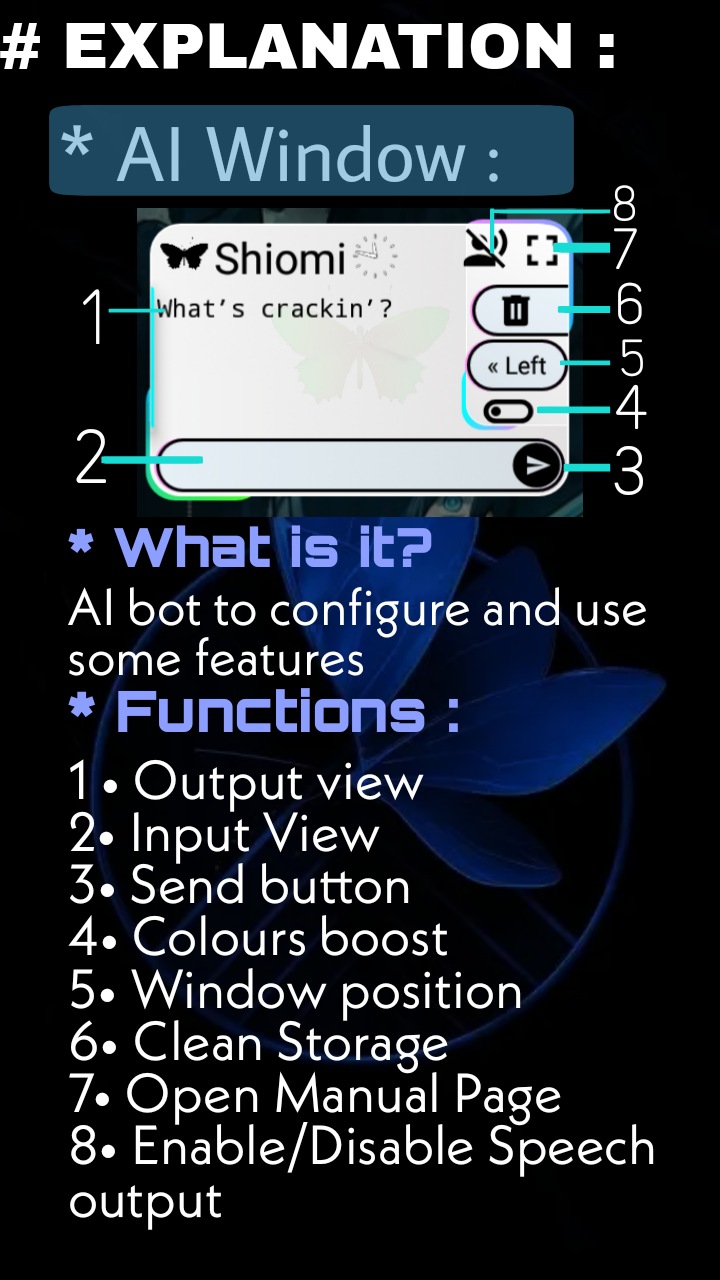 # EXPLANATION :
* AI Window :
8
Shiomi
7
1
What's crackin'?
6
« Left
5
4
2
3
* What is it?
AI bot to configure and use
some features
* Functions :
1• Output view
2• Input View
3• Send button
4• Colours boost
5• Window position
6• Clean Storage
7• Open Manual Page
8• Enable/Disable Speech
output